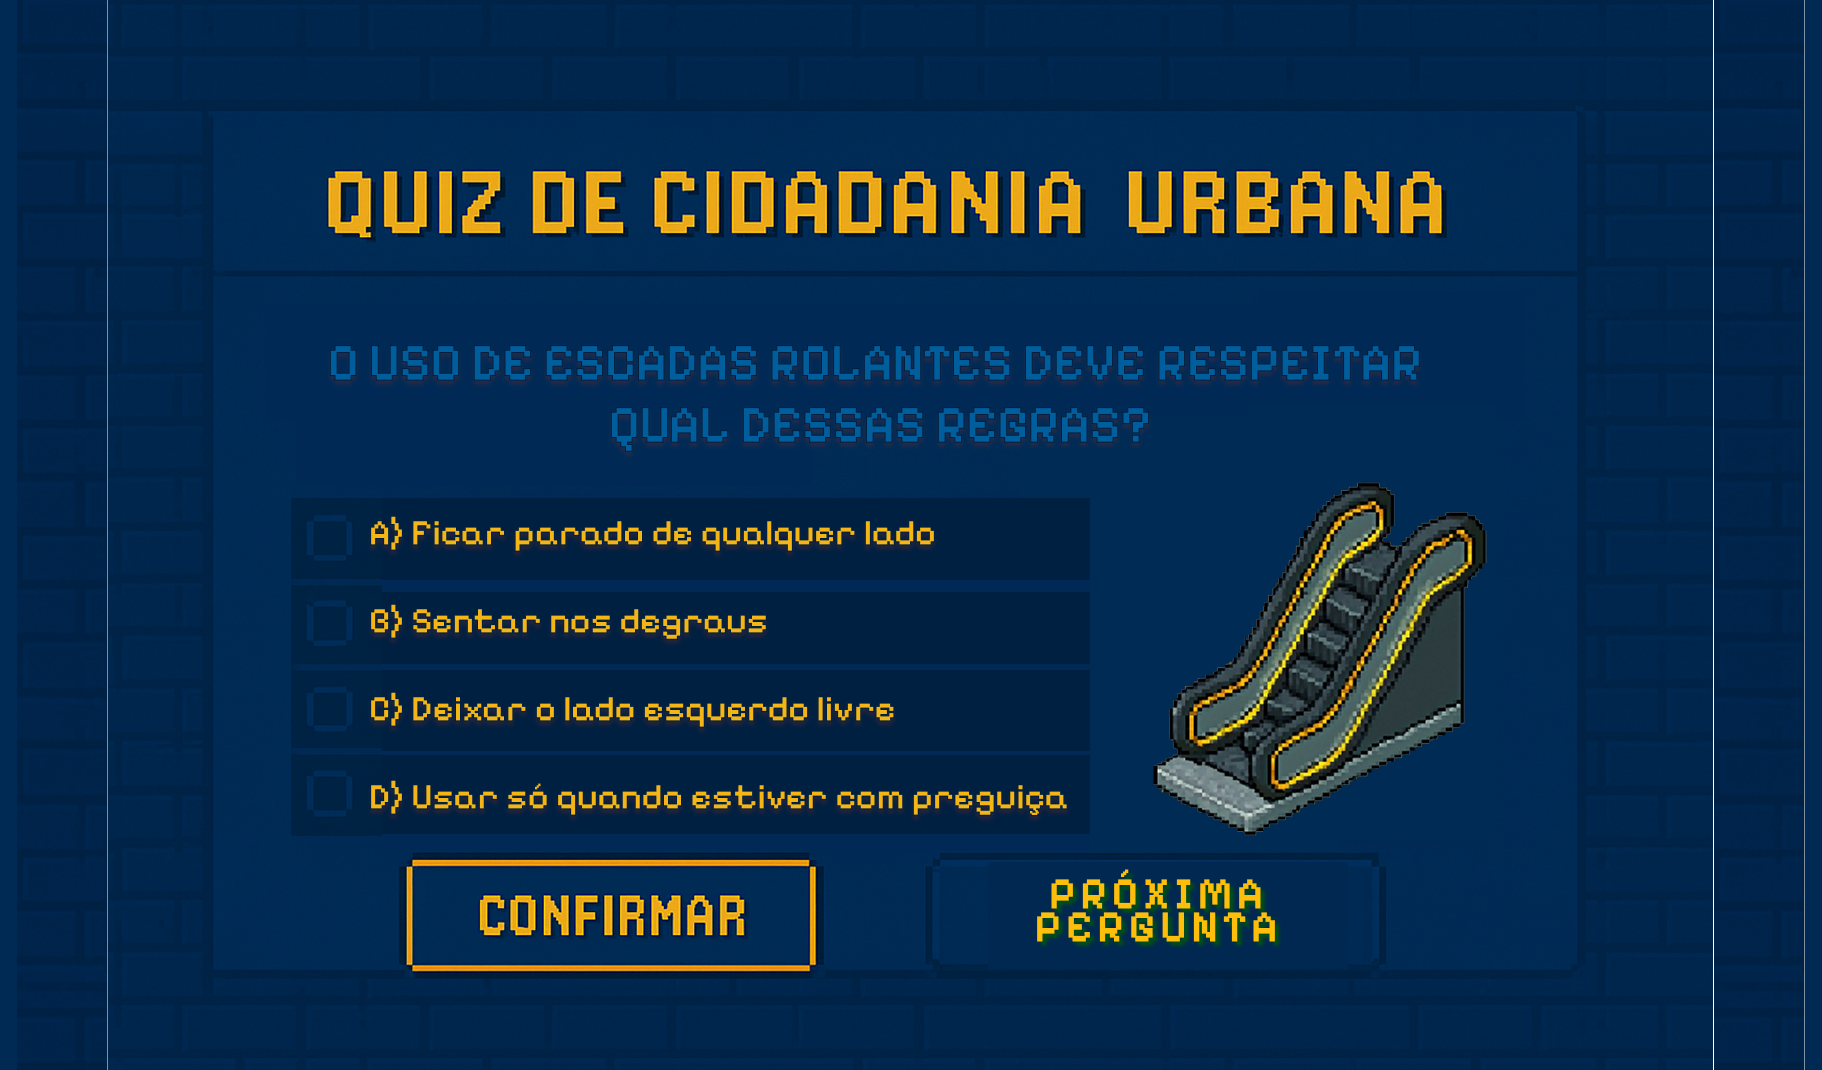 QUIZ DE CIDADANIA URBANA
O USO DE ESCADAS ROLANTES DEVE RESPEITAR
QUAL DESSAS REGRAS?
A) Ficar parado de qualquer lado
B) Sentar nos degraus
C) Deixar o lado esquerdo livre
D) Usar só quando estiver com preguiça
CONFIRMAR
PRÓXIMA
PERGUNTA